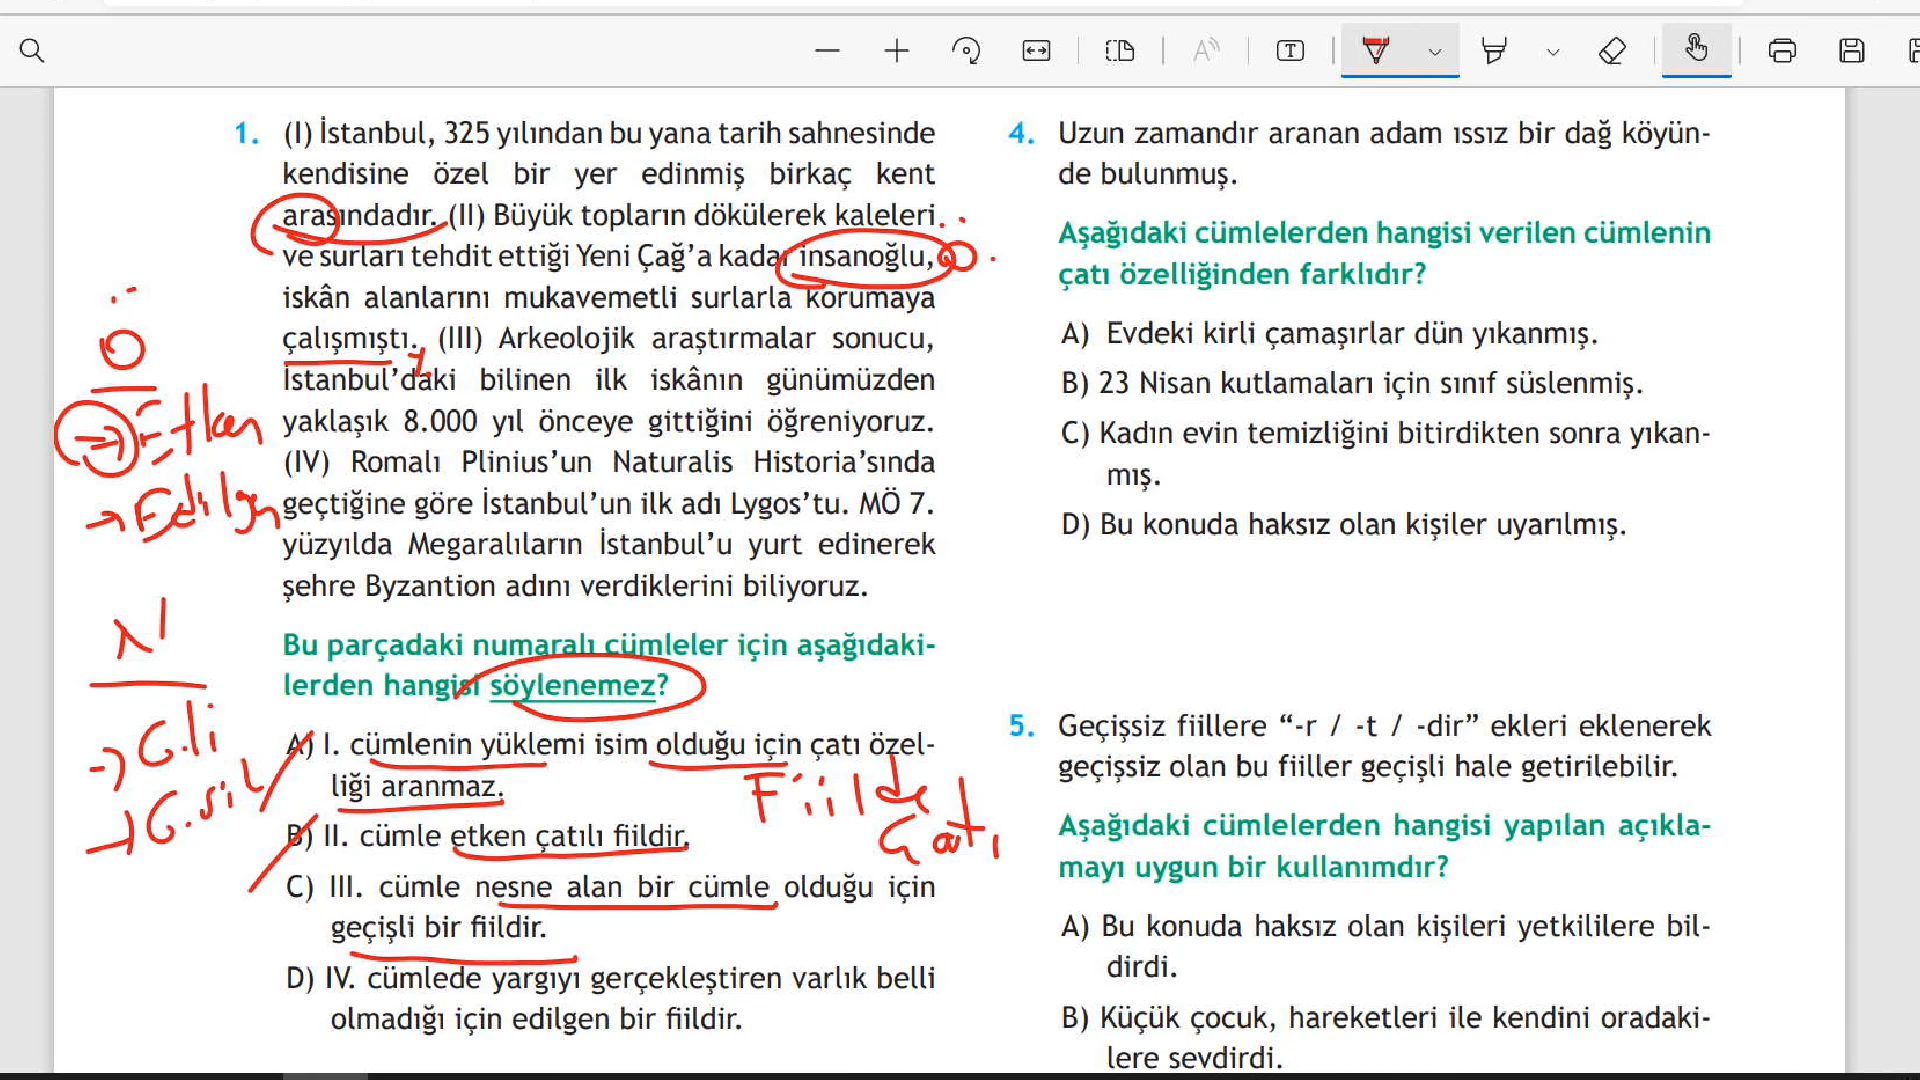 1. (I) İstanbul, 325 yılından bu yana tarih sahnesinde
kendisine özel bir yer edinmiş birkaç kent
arasındadır. (II) Büyük topların dökülerek kaleleri
ve surları tehdit ettiği Yeni Çağ’a kadar insanoğlu,
iskân alanlarını mukavemetli surlarla korumaya
çalışmıştı. (III) Arkeolojik araştırmalar sonucu,
İstanbul’daki bilinen ilk iskânın günümüzden
yaklaşık 8.000 yıl önceye gittiğini öğreniyoruz.
(IV) Romalı Plinius’un Naturalis Historia’sında
geçtiğine göre İstanbul’un ilk adı Lygos’tu. MÖ 7.
yüzyılda Megaralıların İstanbul’u yurt edinerek
şehre Byzantion adını verdiklerini biliyoruz.
Bu parçadaki numaralı cümleler için aşağıdaki-
lerden hangisi söylenemez?
A) I. cümlenin yüklemi isim olduğu için çatı özel-
liği aranmaz.
B) II. cümle etken çatılı fiildir.
C) III. cümle nesne alan bir cümle olduğu için
geçişli bir fiildir.
D) IV. cümlede yargıyı gerçekleştiren varlık belli
olmadığı için edilgen bir fiildir.
Ö
→ Etken
→ Edilgen
N
→ G.li
→ G.siz
Fiilde
Çatı
4. Uzun zamandır aranan adam ıssız bir dağ köyün-
de bulunmuş.
Aşağıdaki cümlelerden hangisi verilen cümlenin
çatı özelliğinden farklıdır?
A) Evdeki kirli çamaşırlar dün yıkanmış.
B) 23 Nisan kutlamaları için sınıf süslenmiş.
C) Kadın evin temizliğini bitirdikten sonra yıkan-
mış.
D) Bu konuda haksız olan kişiler uyarılmış.
5. Geçişsiz fiillere “-r / -t / -dir” ekleri eklenerek
geçişsiz olan bu fiiller geçişli hale getirilebilir.
Aşağıdaki cümlelerden hangisi yapılan açıkla-
mayı uygun bir kullanımdır?
A) Bu konuda haksız olan kişileri yetkililere bil-
dirdi.
B) Küçük çocuk, hareketleri ile kendini oradaki-
lere sevdirdi.